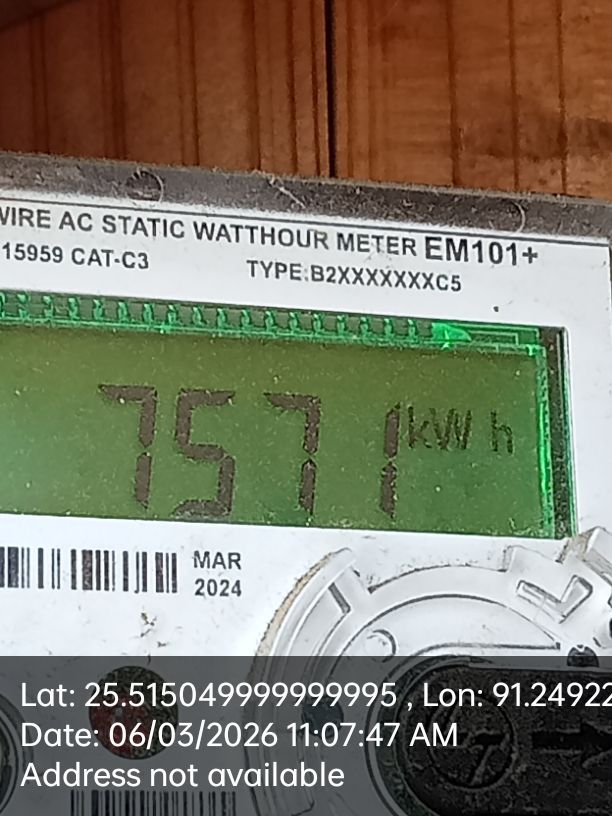 WIRE AC STATIC WATTHOUR METER EM101+
15959 CAT-C3 TYPE:B2XXXXXXXC5
7571 kWh
MAR
2024
Lat: 25.515049999999995 , Lon: 91.24922
Date: 06/03/2026 11:07:47 AM
Address not available